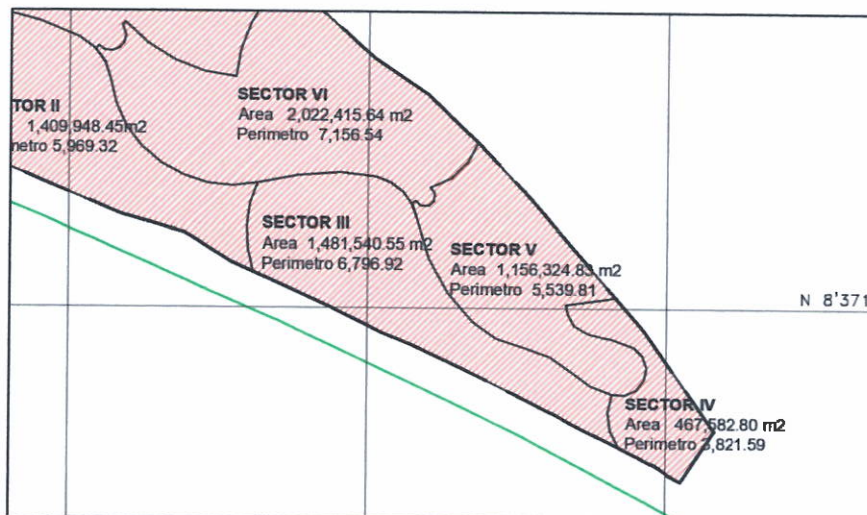 SECTOR VI
Area 2,022,415.64 m2
Perimetro 7,156.54
TOR II
1,409,948.45m2
netro 5,969.32
SECTOR III
Area 1,481,540.55 m2
Perimetro 6,796.92
SECTOR V
Area 1,156,324.83 m2
Perimetro 5,539.81
N 8'371
SECTOR IV
Area 467,582.80 m2
Perimetro 3,821.59